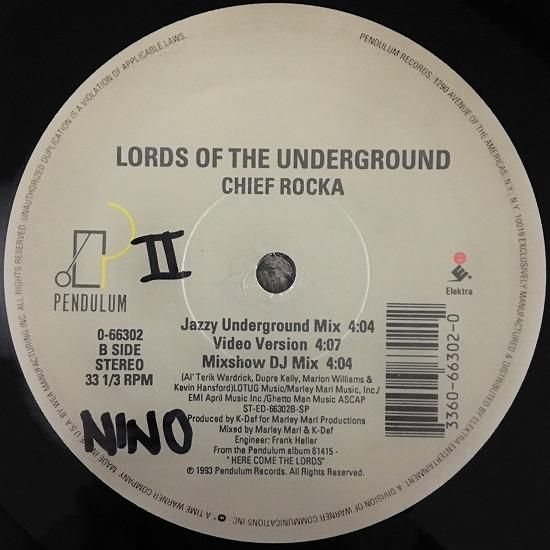 LORDS OF THE UNDERGROUND
CHIEF ROCKA
II
PENDULUM
Elektra
0-66302
B SIDE
STEREO
33 1/3 RPM
Jazzy Underground Mix 4:04
Video Version 4:07
Mixshow DJ Mix 4:04
(Al' Terik Wardrick, Dupre Kelly, Marlon Williams &
Kevin Hansford)LOTUG Music/Marley Marl Music, Inc./
EMI April Music Inc./Ghetto Man Music ASCAP
ST-ED-66302B-SP
Produced by K-Def for Marley Marl Productions
Mixed by Marley Marl & K-Def
Engineer: Frank Heller
From the Pendulum album 61415 -
"HERE COME THE LORDS"
℗ 1993 Pendulum Records. All Rights Reserved.
3360-66302-0
NINO
PENDULUM RECORDS, 1290 AVENUE OF THE AMERICAS, N.Y., N.Y. 10019 EXCLUSIVELY MANUFACTURED & DISTRIBUTED BY ELEKTRA ENTERTAINMENT, A DIVISION OF WARNER COMMUNICATIONS INC.
A TIME WARNER COMPANY. MADE IN U.S.A. BY WEA MANUFACTURING INC. ALL RIGHTS RESERVED. UNAUTHORIZED DUPLICATION IS A VIOLATION OF APPLICABLE LAWS.